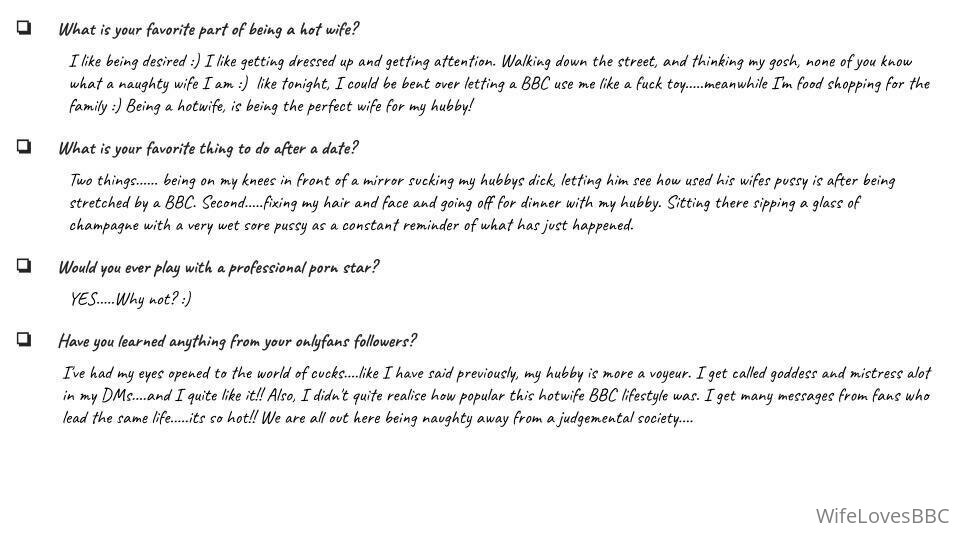 What is your favorite part of being a hot wife?
I like being desired :) I like getting dressed up and getting attention. Walking down the street, and thinking my gosh, none of you know
what a naughty wife I am :)  like tonight, I could be bent over letting a BBC use me like a fuck toy.....meanwhile I'm food shopping for the
family :) Being a hotwife, is being the perfect wife for my hubby!
What is your favorite thing to do after a date?
Two things...... being on my knees in front of a mirror sucking my hubbys dick, letting him see how used his wifes pussy is after being
stretched by a BBC. Second.....fixing my hair and face and going off for dinner with my hubby. Sitting there sipping a glass of
champagne with a very wet sore pussy as a constant reminder of what has just happened.
Would you ever play with a professional porn star?
YES.....Why not? :)
Have you learned anything from your onlyfans followers?
I've had my eyes opened to the world of cucks....like I have said previously, my hubby is more a voyeur. I get called goddess and mistress alot
in my DMs....and I quite like it!! Also, I didn't quite realise how popular this hotwife BBC lifestyle was. I get many messages from fans who
lead the same life.....its so hot!! We are all out here being naughty away from a judgemental society....
WifeLovesBBC